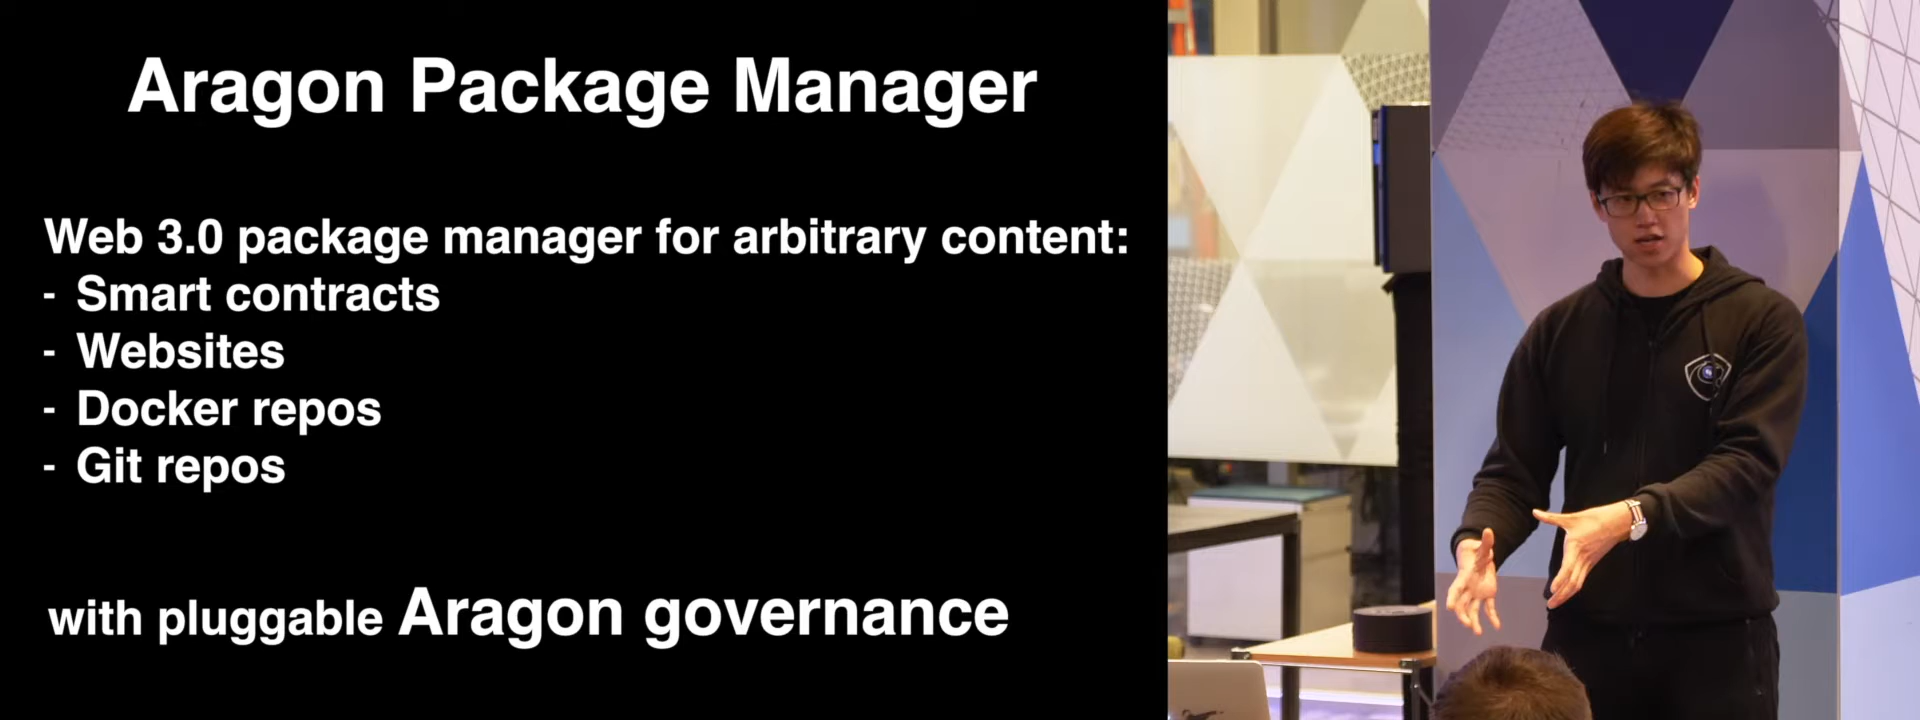 Aragon Package Manager
Web 3.0 package manager for arbitrary content:
- Smart contracts
- Websites
- Docker repos
- Git repos
with pluggable Aragon governance